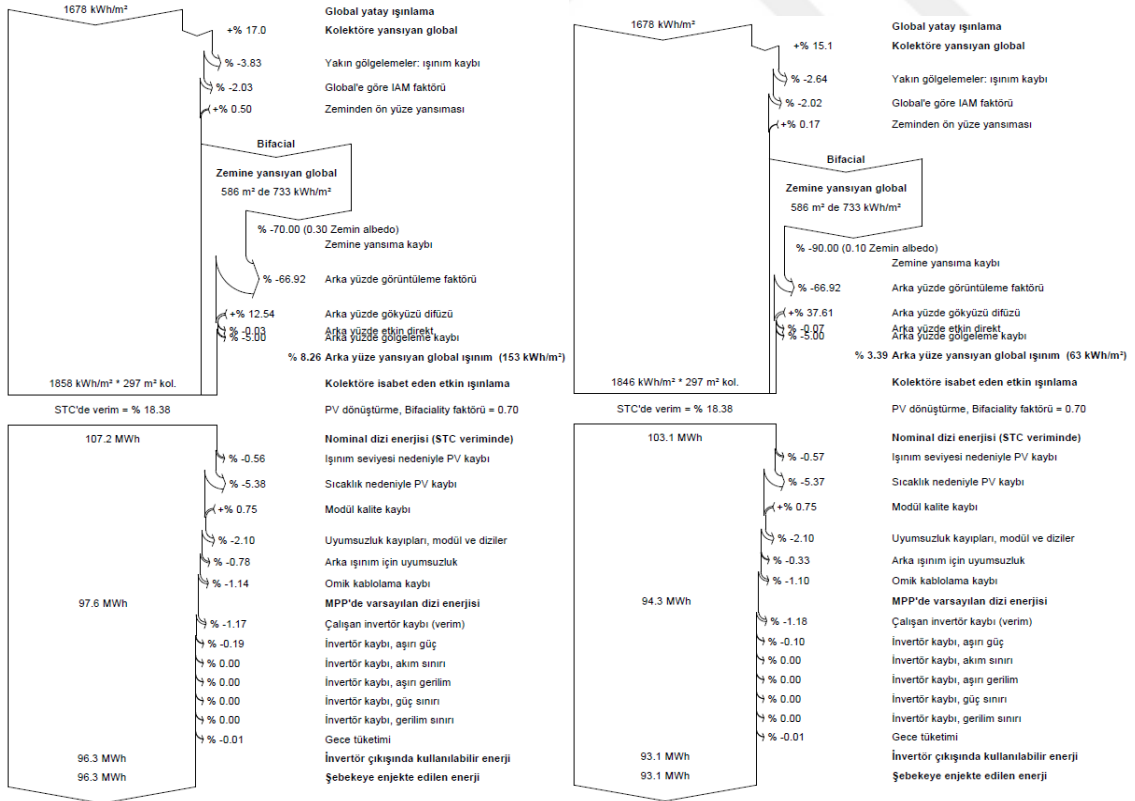 1678 kWh/m²
Global yatay ışınlama
+% 17.0 Kolektöre yansıyan global
% -3.83 Yakın gölgelemeler: ışınım kaybı
% -2.03 Global'e göre IAM faktörü
+% 0.50 Zeminden ön yüze yansıması
Bifacial
Zemine yansıyan global
586 m² de 733 kWh/m²
% -70.00 (0.30 Zemin albedo)
Zemine yansıma kaybı
% -66.92 Arka yüzde görüntüleme faktörü
+% 12.54 Arka yüzde gökyüzü difüzü
% -0.03 Arka yüzde etkin direkt
% -5.00 Arka yüzde gölgeleme kaybı
% 8.26 Arka yüze yansıyan global ışınım (153 kWh/m²)
1858 kWh/m² * 297 m² kol. Kolektöre isabet eden etkin ışınlama
STC'de verim = % 18.38 PV dönüştürme, Bifaciality faktörü = 0.70
107.2 MWh Nominal dizi enerjisi (STC veriminde)
% -0.56 Işınım seviyesi nedeniyle PV kaybı
% -5.38 Sıcaklık nedeniyle PV kaybı
+% 0.75 Modül kalite kaybı
% -2.10 Uyumsuzluk kayıpları, modül ve diziler
% -0.78 Arka ışınım için uyumsuzluk
% -1.14 Omik kablolama kaybı
97.6 MWh MPP'de varsayılan dizi enerjisi
% -1.17 Çalışan invertör kaybı (verim)
% -0.19 İnvertör kaybı, aşırı güç
% 0.00 İnvertör kaybı, akım sınırı
% 0.00 İnvertör kaybı, aşırı gerilim
% 0.00 İnvertör kaybı, güç sınırı
% 0.00 İnvertör kaybı, gerilim sınırı
% -0.01 Gece tüketimi
96.3 MWh İnvertör çıkışında kullanılabilir enerji
96.3 MWh Şebekeye enjekte edilen enerji
1678 kWh/m²
Global yatay ışınlama
+% 15.1 Kolektöre yansıyan global
% -2.64 Yakın gölgelemeler: ışınım kaybı
% -2.02 Global'e göre IAM faktörü
+% 0.17 Zeminden ön yüze yansıması
Bifacial
Zemine yansıyan global
586 m² de 733 kWh/m²
% -90.00 (0.10 Zemin albedo)
Zemine yansıma kaybı
% -66.92 Arka yüzde görüntüleme faktörü
+% 37.61 Arka yüzde gökyüzü difüzü
% -0.07 Arka yüzde etkin direkt
% -5.00 Arka yüzde gölgeleme kaybı
% 3.39 Arka yüze yansıyan global ışınım (63 kWh/m²)
1846 kWh/m² * 297 m² kol. Kolektöre isabet eden etkin ışınlama
STC'de verim = % 18.38 PV dönüştürme, Bifaciality faktörü = 0.70
103.1 MWh Nominal dizi enerjisi (STC veriminde)
% -0.57 Işınım seviyesi nedeniyle PV kaybı
% -5.37 Sıcaklık nedeniyle PV kaybı
+% 0.75 Modül kalite kaybı
% -2.10 Uyumsuzluk kayıpları, modül ve diziler
% -0.33 Arka ışınım için uyumsuzluk
% -1.10 Omik kablolama kaybı
94.3 MWh MPP'de varsayılan dizi enerjisi
% -1.18 Çalışan invertör kaybı (verim)
% -0.10 İnvertör kaybı, aşırı güç
% 0.00 İnvertör kaybı, akım sınırı
% 0.00 İnvertör kaybı, aşırı gerilim
% 0.00 İnvertör kaybı, güç sınırı
% 0.00 İnvertör kaybı, gerilim sınırı
% -0.01 Gece tüketimi
93.1 MWh İnvertör çıkışında kullanılabilir enerji
93.1 MWh Şebekeye enjekte edilen enerji